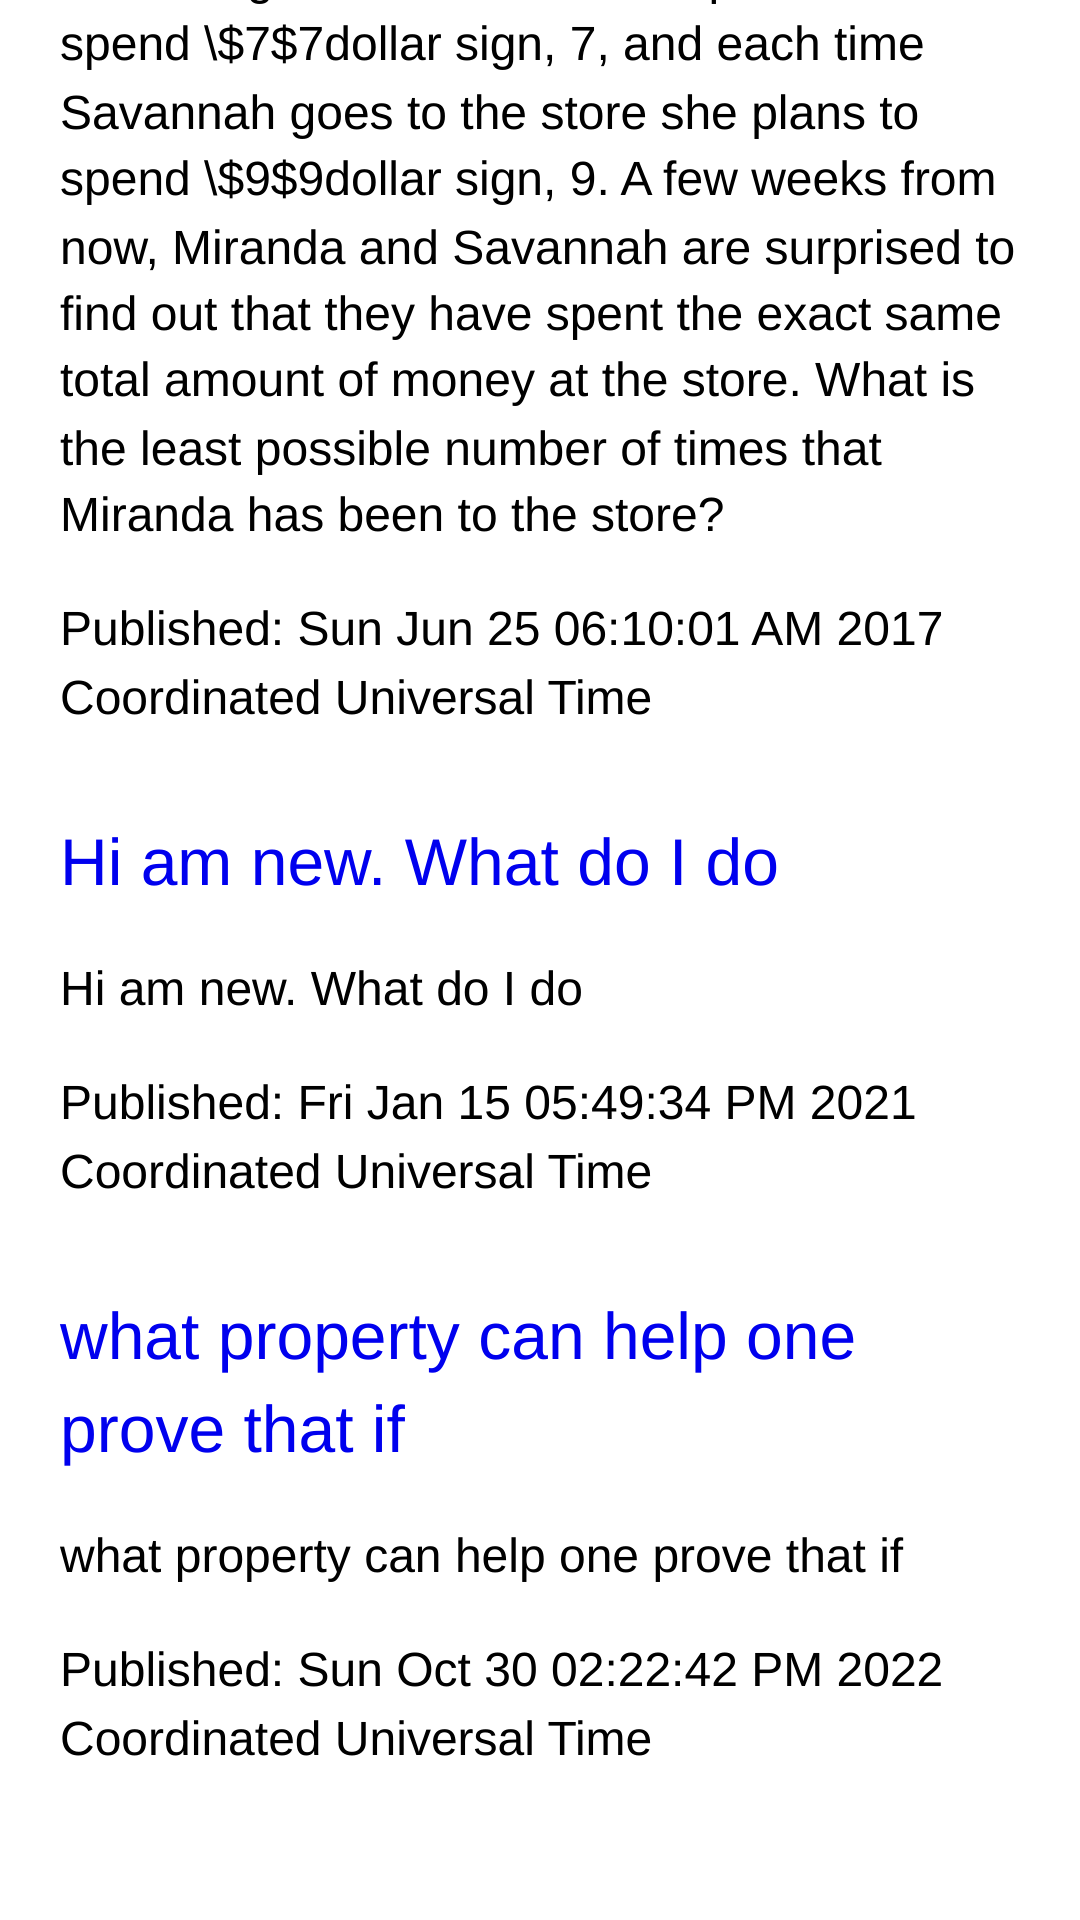 spend \$7$7dollar sign, 7, and each time
Savannah goes to the store she plans to
spend \$9$9dollar sign, 9. A few weeks from
now, Miranda and Savannah are surprised to
find out that they have spent the exact same
total amount of money at the store. What is
the least possible number of times that
Miranda has been to the store?
Published: Sun Jun 25 06:10:01 AM 2017
Coordinated Universal Time
Hi am new. What do I do
Hi am new. What do I do
Published: Fri Jan 15 05:49:34 PM 2021
Coordinated Universal Time
what property can help one
prove that if
what property can help one prove that if
Published: Sun Oct 30 02:22:42 PM 2022
Coordinated Universal Time